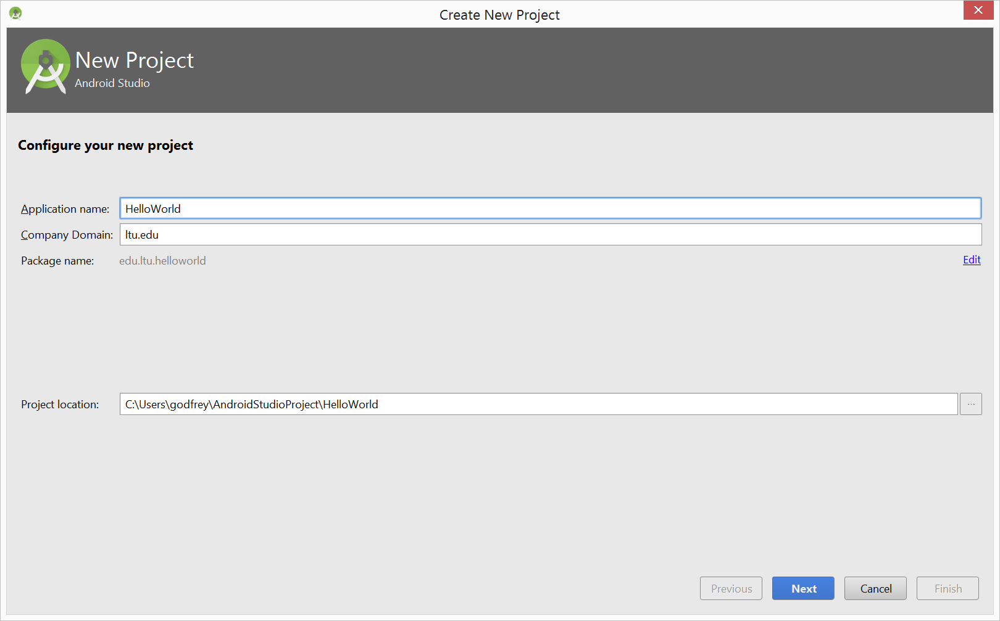 Create New Project
New Project
Android Studio
Configure your new project
Application name: HelloWorld
Company Domain: ltu.edu
Package name: edu.ltu.helloworld Edit
Project location: C:\Users\godfrey\AndroidStudioProject\HelloWorld ...
Previous Next Cancel Finish